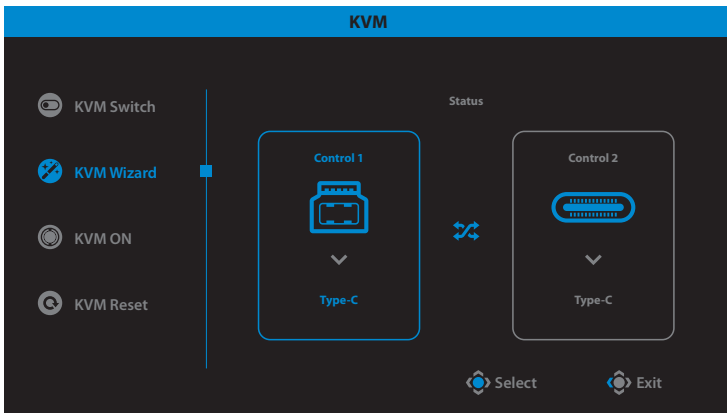 KVM
KVM Switch
KVM Wizard
KVM ON
KVM Reset
Status
Control 1
Type-C
Control 2
Type-C
Select
Exit